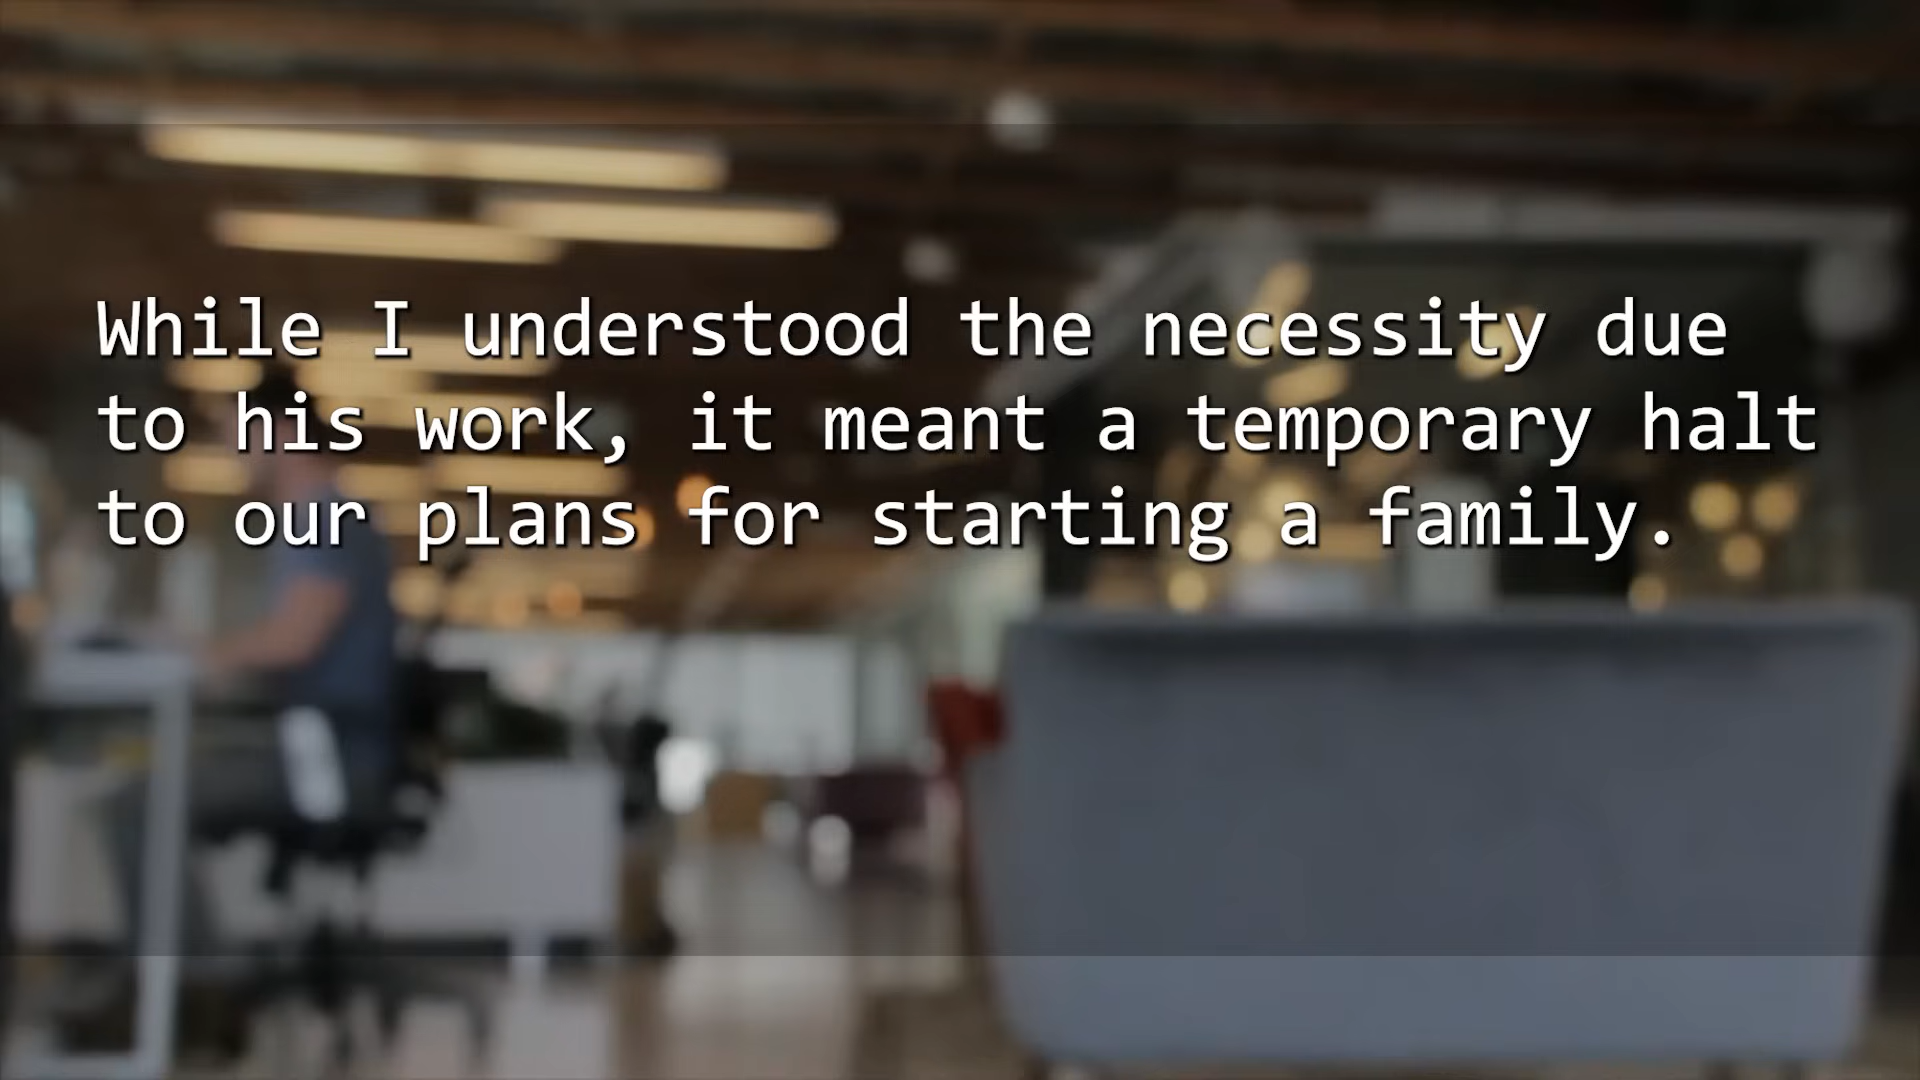 While I understood the necessity due
to his work, it meant a temporary halt
to our plans for starting a family.